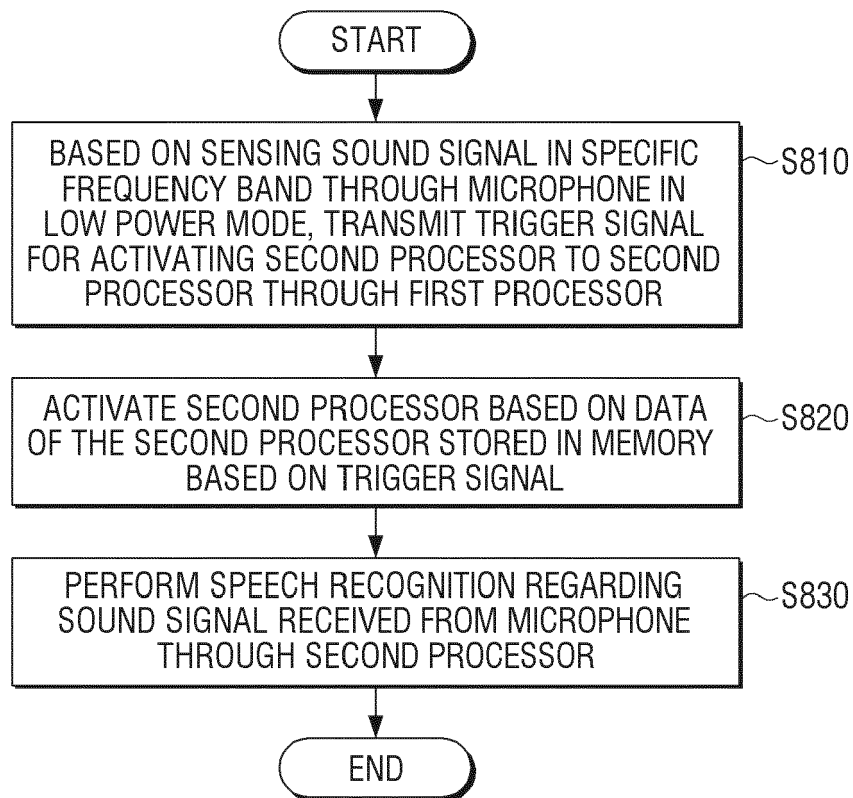 START
BASED ON SENSING SOUND SIGNAL IN SPECIFIC
FREQUENCY BAND THROUGH MICROPHONE IN
LOW POWER MODE, TRANSMIT TRIGGER SIGNAL
FOR ACTIVATING SECOND PROCESSOR TO SECOND
PROCESSOR THROUGH FIRST PROCESSOR
S810
ACTIVATE SECOND PROCESSOR BASED ON DATA
OF THE SECOND PROCESSOR STORED IN MEMORY
BASED ON TRIGGER SIGNAL
S820
PERFORM SPEECH RECOGNITION REGARDING
SOUND SIGNAL RECEIVED FROM MICROPHONE
THROUGH SECOND PROCESSOR
S830
END